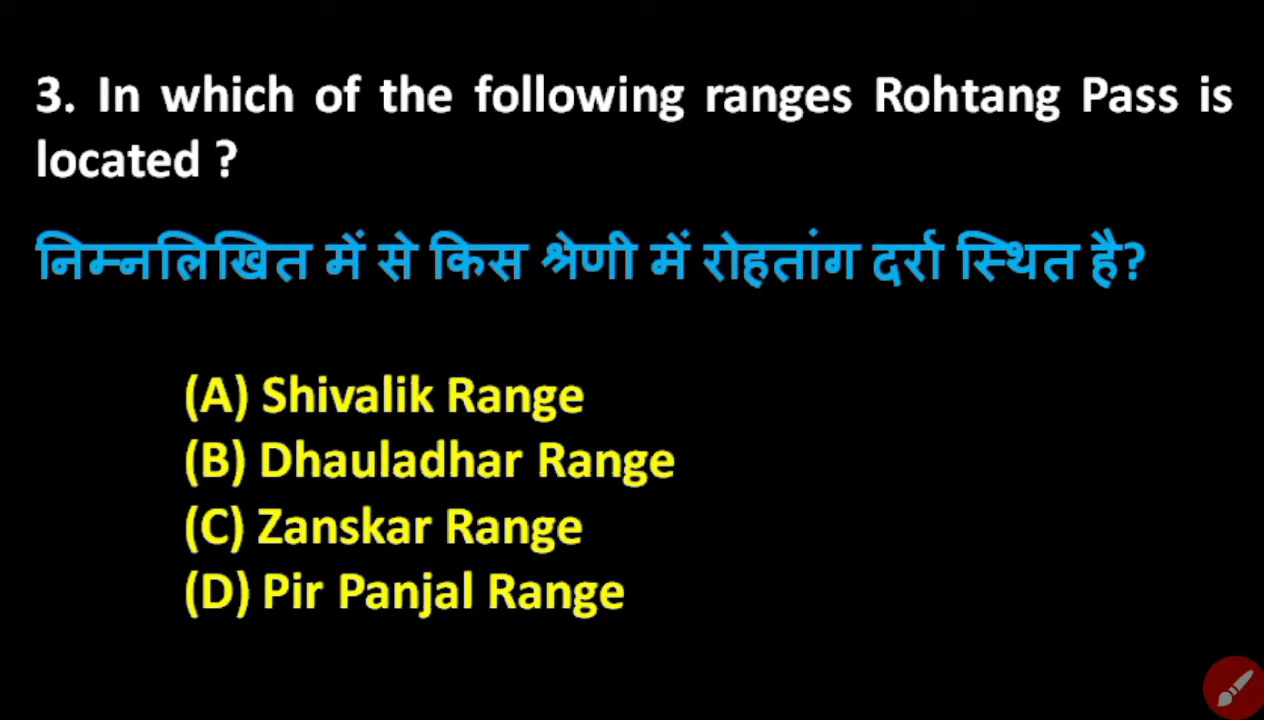 3. In which of the following ranges Rohtang Pass is
located ?
निम्नलिखित में से किस श्रेणी में रोहतांग दर्रा स्थित है?
(A) Shivalik Range
(B) Dhauladhar Range
(C) Zanskar Range
(D) Pir Panjal Range